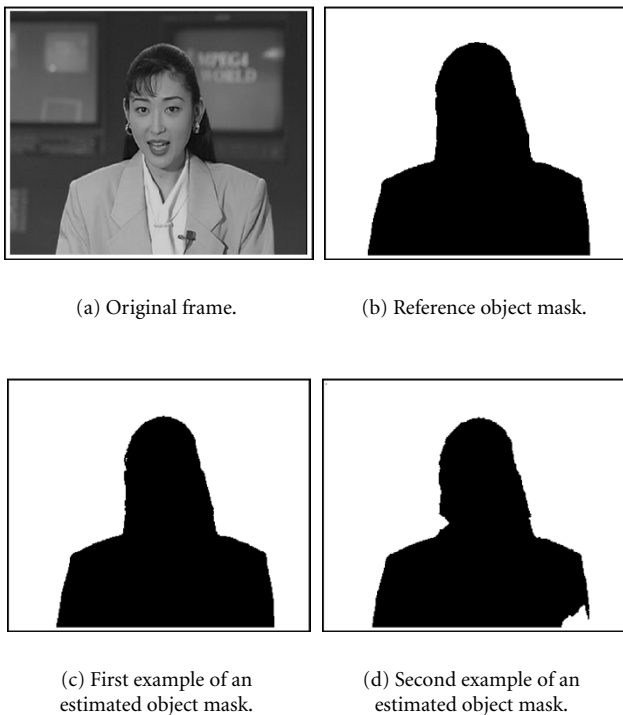 MPEG4
WORLD
(a) Original frame.
(b) Reference object mask.
(c) First example of an
estimated object mask.
(d) Second example of an
estimated object mask.